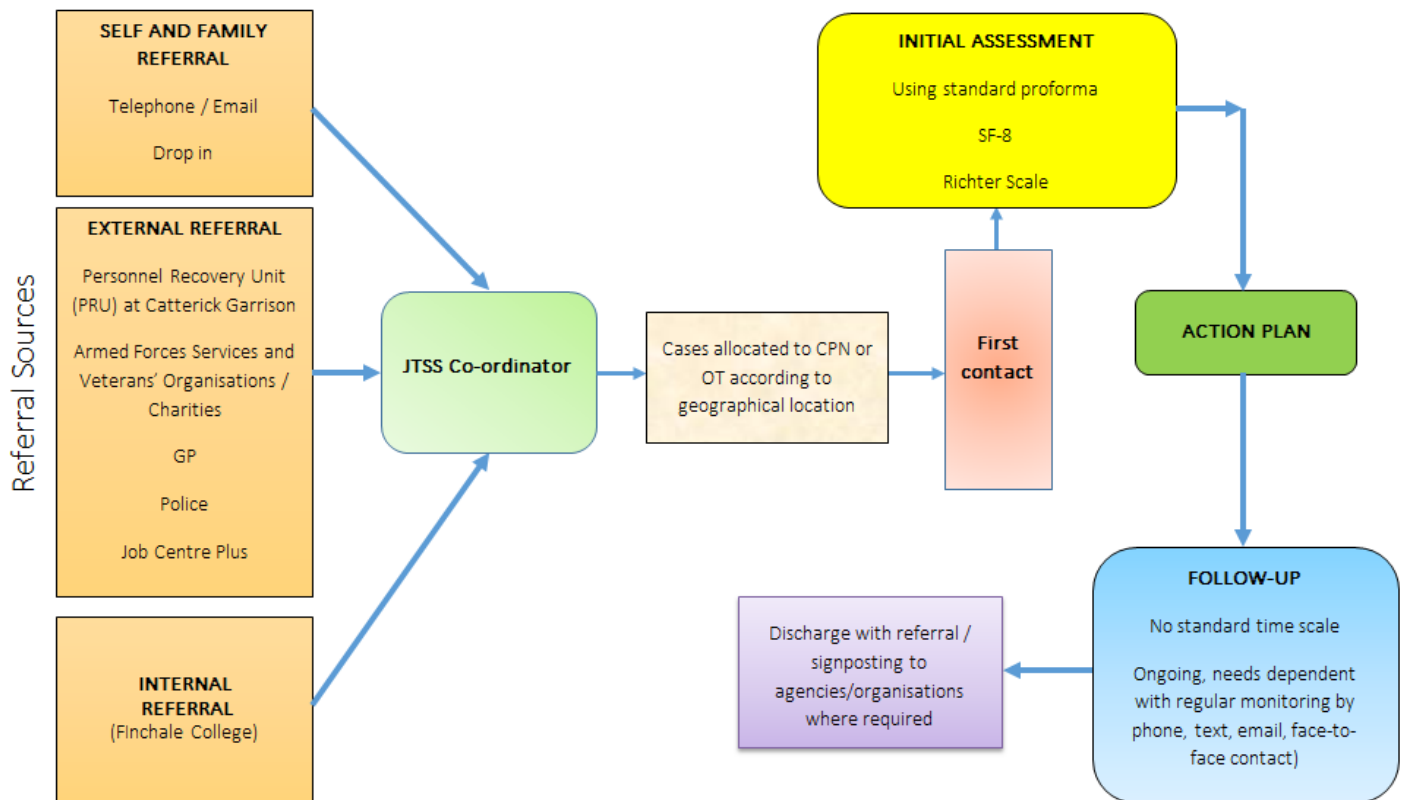 Referral Sources
SELF AND FAMILY
REFERRAL
Telephone / Email
Drop in
EXTERNAL REFERRAL
Personnel Recovery Unit
(PRU) at Catterick Garrison
Armed Forces Services and
Veterans’ Organisations /
Charities
GP
Police
Job Centre Plus
INTERNAL
REFERRAL
(Finchale College)
JTSS Co-ordinator
Cases allocated to CPN or
OT according to
geographical location
First
contact
INITIAL ASSESSMENT
Using standard proforma
SF-8
Richter Scale
ACTION PLAN
FOLLOW-UP
No standard time scale
Ongoing, needs dependent
with regular monitoring by
phone, text, email, face-to-
face contact)
Discharge with referral /
signposting to
agencies/organisations
where required